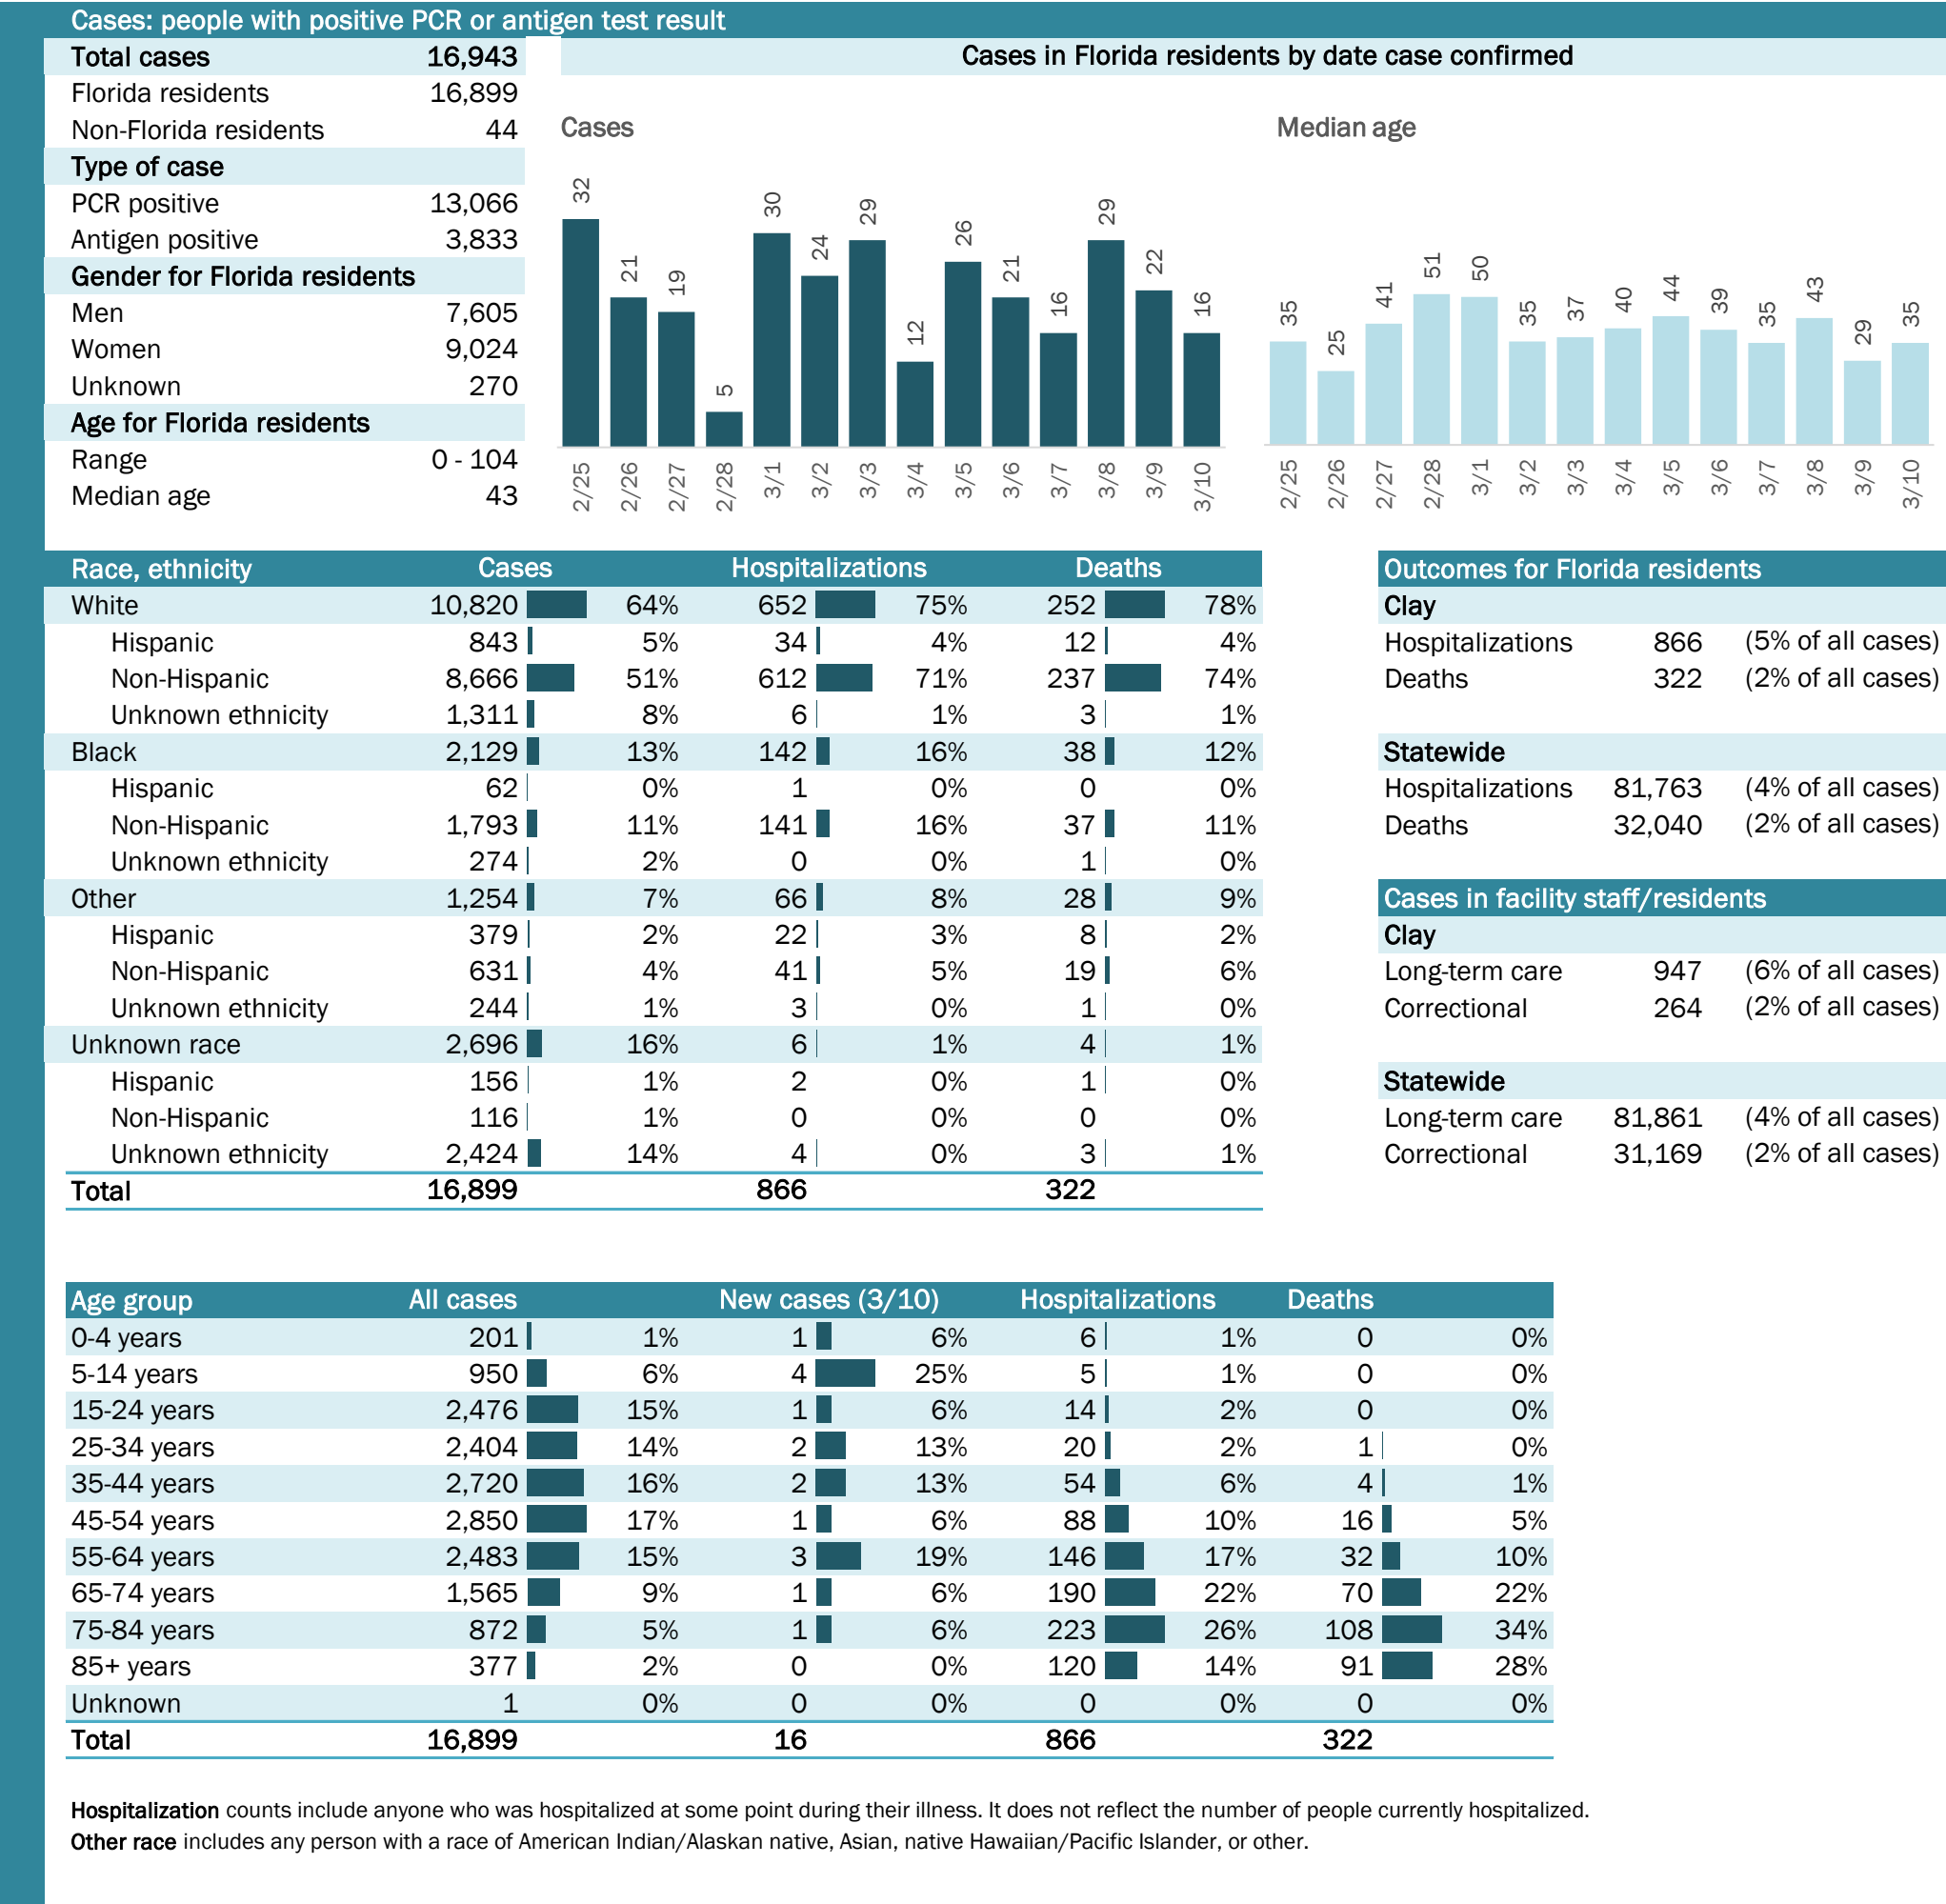 Cases: people with positive PCR or antigen test result
Total cases 16,943
Florida residents 16,899
Non-Florida residents 44
Type of case
PCR positive 13,066
Antigen positive 3,833
Gender for Florida residents
Men 7,605
Women 9,024
Unknown 270
Age for Florida residents
Range 0 - 104
Median age 43
Cases in Florida residents by date case confirmed
Cases
32 21 19 5 30 24 29 12 26 21 16 29 22 16
2/25 2/26 2/27 2/28 3/1 3/2 3/3 3/4 3/5 3/6 3/7 3/8 3/9 3/10
Median age
35 25 41 51 50 35 37 40 44 39 35 43 29 35
2/25 2/26 2/27 2/28 3/1 3/2 3/3 3/4 3/5 3/6 3/7 3/8 3/9 3/10
Race, ethnicity Cases Hospitalizations Deaths
White 10,820 64% 652 75% 252 78%
Hispanic 843 5% 34 4% 12 4%
Non-Hispanic 8,666 51% 612 71% 237 74%
Unknown ethnicity 1,311 8% 6 1% 3 1%
Black 2,129 13% 142 16% 38 12%
Hispanic 62 0% 1 0% 0 0%
Non-Hispanic 1,793 11% 141 16% 37 11%
Unknown ethnicity 274 2% 0 0% 1 0%
Other 1,254 7% 66 8% 28 9%
Hispanic 379 2% 22 3% 8 2%
Non-Hispanic 631 4% 41 5% 19 6%
Unknown ethnicity 244 1% 3 0% 1 0%
Unknown race 2,696 16% 6 1% 4 1%
Hispanic 156 1% 2 0% 1 0%
Non-Hispanic 116 1% 0 0% 0 0%
Unknown ethnicity 2,424 14% 4 0% 3 1%
Total 16,899 866 322
Outcomes for Florida residents
Clay
Hospitalizations 866 (5% of all cases)
Deaths 322 (2% of all cases)
Statewide
Hospitalizations 81,763 (4% of all cases)
Deaths 32,040 (2% of all cases)
Cases in facility staff/residents
Clay
Long-term care 947 (6% of all cases)
Correctional 264 (2% of all cases)
Statewide
Long-term care 81,861 (4% of all cases)
Correctional 31,169 (2% of all cases)
Age group All cases New cases (3/10) Hospitalizations Deaths
0-4 years 201 1% 1 6% 6 1% 0 0%
5-14 years 950 6% 4 25% 5 1% 0 0%
15-24 years 2,476 15% 1 6% 14 2% 0 0%
25-34 years 2,404 14% 2 13% 20 2% 1 0%
35-44 years 2,720 16% 2 13% 54 6% 4 1%
45-54 years 2,850 17% 1 6% 88 10% 16 5%
55-64 years 2,483 15% 3 19% 146 17% 32 10%
65-74 years 1,565 9% 1 6% 190 22% 70 22%
75-84 years 872 5% 1 6% 223 26% 108 34%
85+ years 377 2% 0 0% 120 14% 91 28%
Unknown 1 0% 0 0% 0 0% 0 0%
Total 16,899 16 866 322
Hospitalization counts include anyone who was hospitalized at some point during their illness. It does not reflect the number of people currently hospitalized.
Other race includes any person with a race of American Indian/Alaskan native, Asian, native Hawaiian/Pacific Islander, or other.